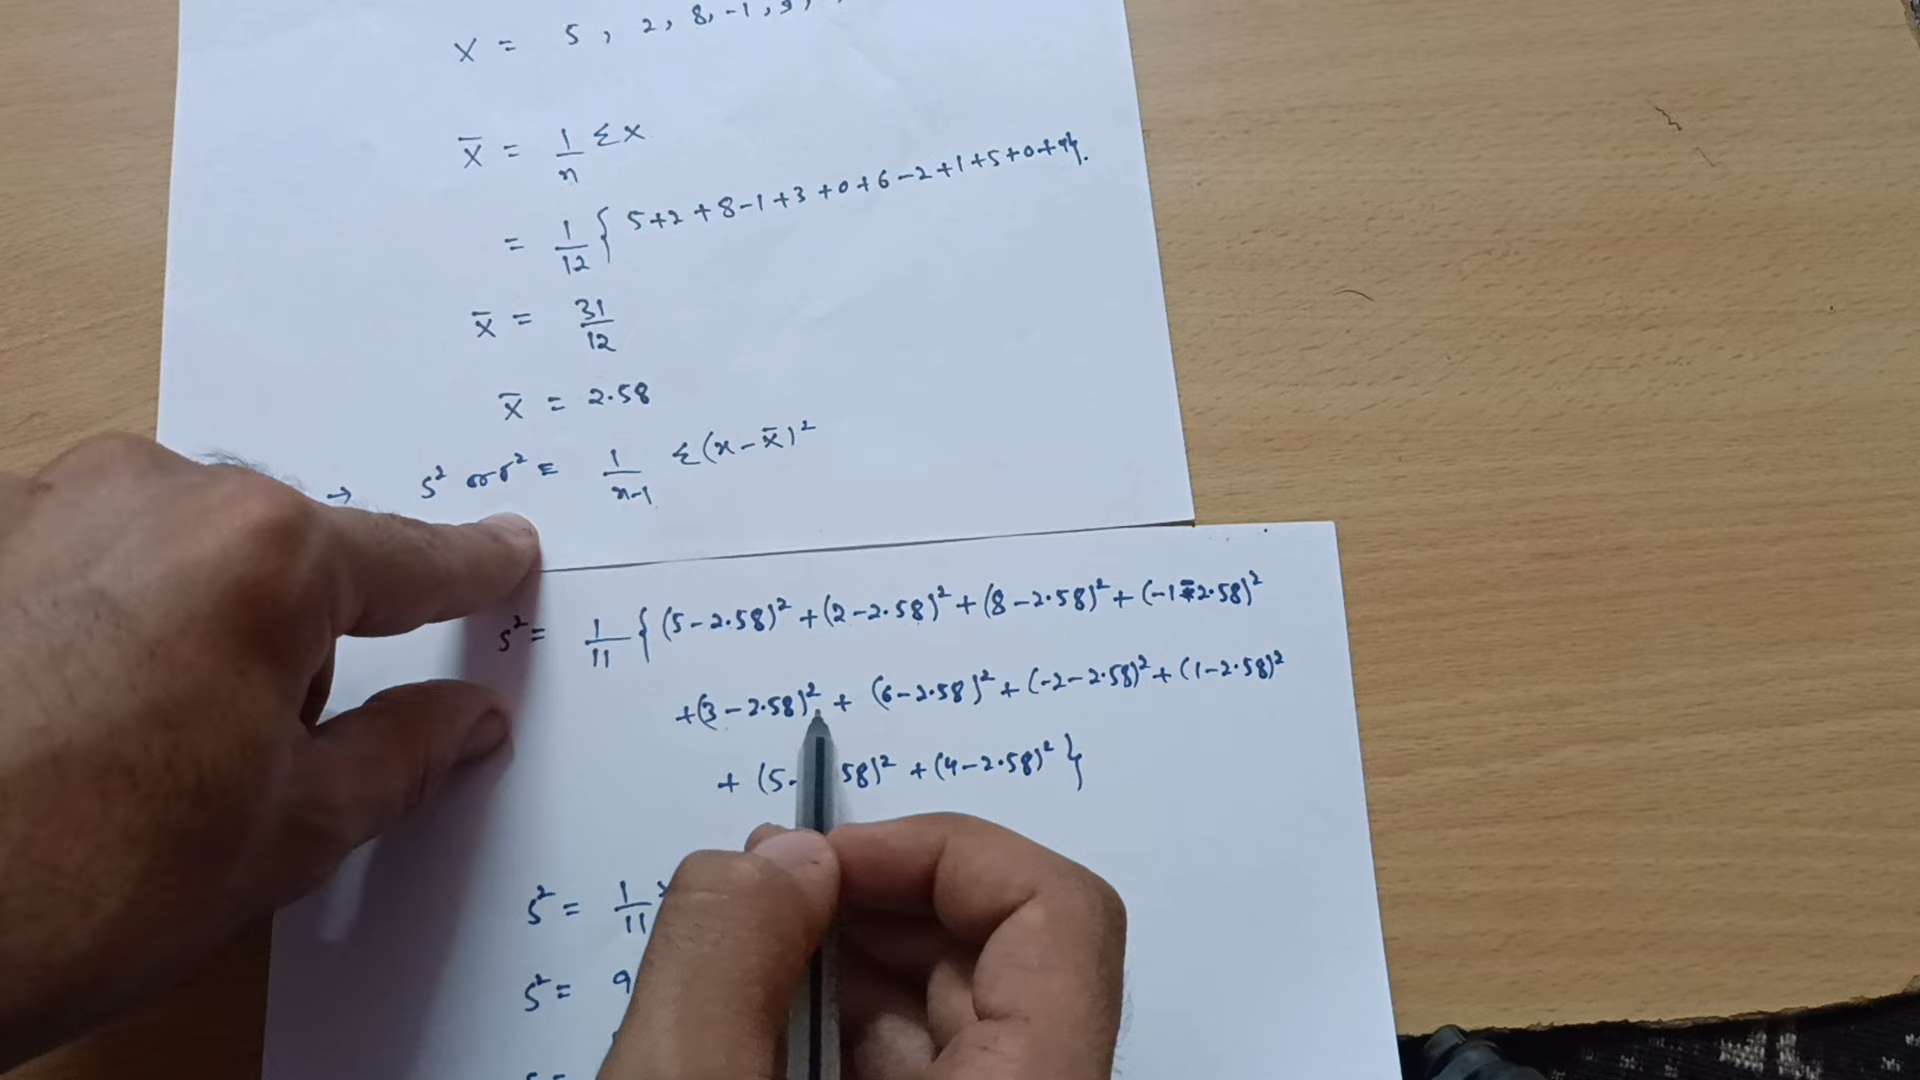 X = 5, 2, 8, -1, 3,
X̄ = 1/n Σx
= 1/12 { 5+2+8-1+3+0+6-2+1+5+0+4}.
X̄ = 31/12
X̄ = 2.58
→ s² or σ² = 1/n-1 Σ(x-x̄)²
s² = 1/11 { (5-2.58)² + (2-2.58)² + (8-2.58)² + (-1-2.58)²
+(3-2.58)² + (6-2.58)² + (-2-2.58)² + (1-2.58)²
+ (5- 58)² + (4-2.58)² }
s² = 1/11
s² = 9